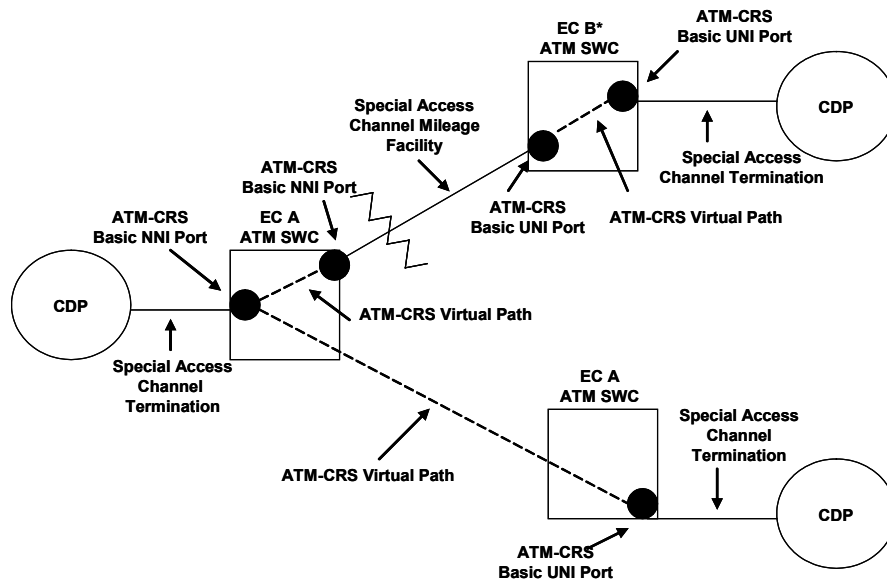 EC B*
ATM SWC
ATM-CRS
Basic UNI Port
CDP
Special Access
Channel Mileage
Facility
Special Access
Channel Termination
ATM-CRS
Basic NNI Port
ATM-CRS
Basic UNI Port
ATM-CRS Virtual Path
ATM-CRS
Basic NNI Port
EC A
ATM SWC
CDP
ATM-CRS Virtual Path
Special Access
Channel
Termination
EC A
ATM SWC
Special Access
Channel
Termination
ATM-CRS Virtual Path
CDP
ATM-CRS
Basic UNI Port